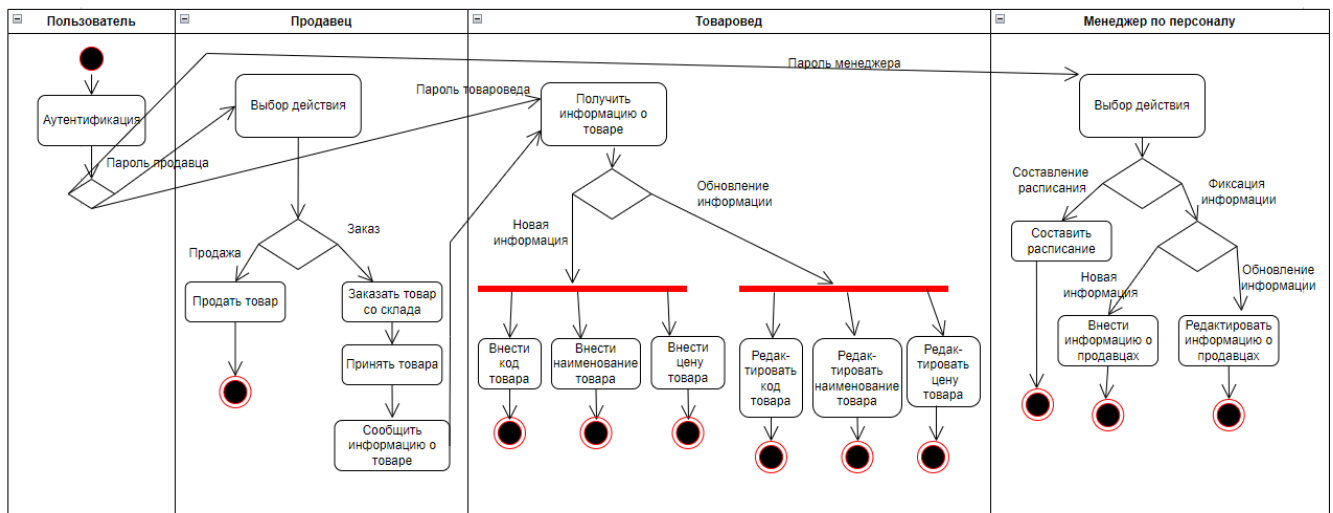 Пользователь
Продавец
Товаровед
Менеджер по персоналу
Аутентификация
Пароль продавца
Выбор действия
Продажа
Заказ
Продать товар
Заказать товар
со склада
Принять товара
Сообщить
информацию о
товаре
Пароль товароведа
Пароль менеджера
Получить
информацию о
товаре
Новая
информация
Обновление
информации
Внести
код
товара
Внести
наименование
товара
Внести
цену
товара
Редак-
тировать
код
товара
Редак-
тировать
наименование
товара
Редак-
тировать
цену
товара
Выбор действия
Составление
расписания
Фиксация
информации
Составить
расписание
Новая
информация
Обновление
информации
Внести
информацию о
продавцах
Редактировать
информацию о
продавцах